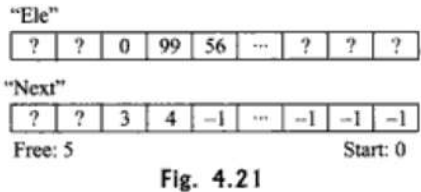 “Ele”
? ? 0 99 56 ... ? ? ?
“Next”
? ? 3 4 –1 ... –1 –1 –1
Free: 5 Start: 0
Fig. 4.21